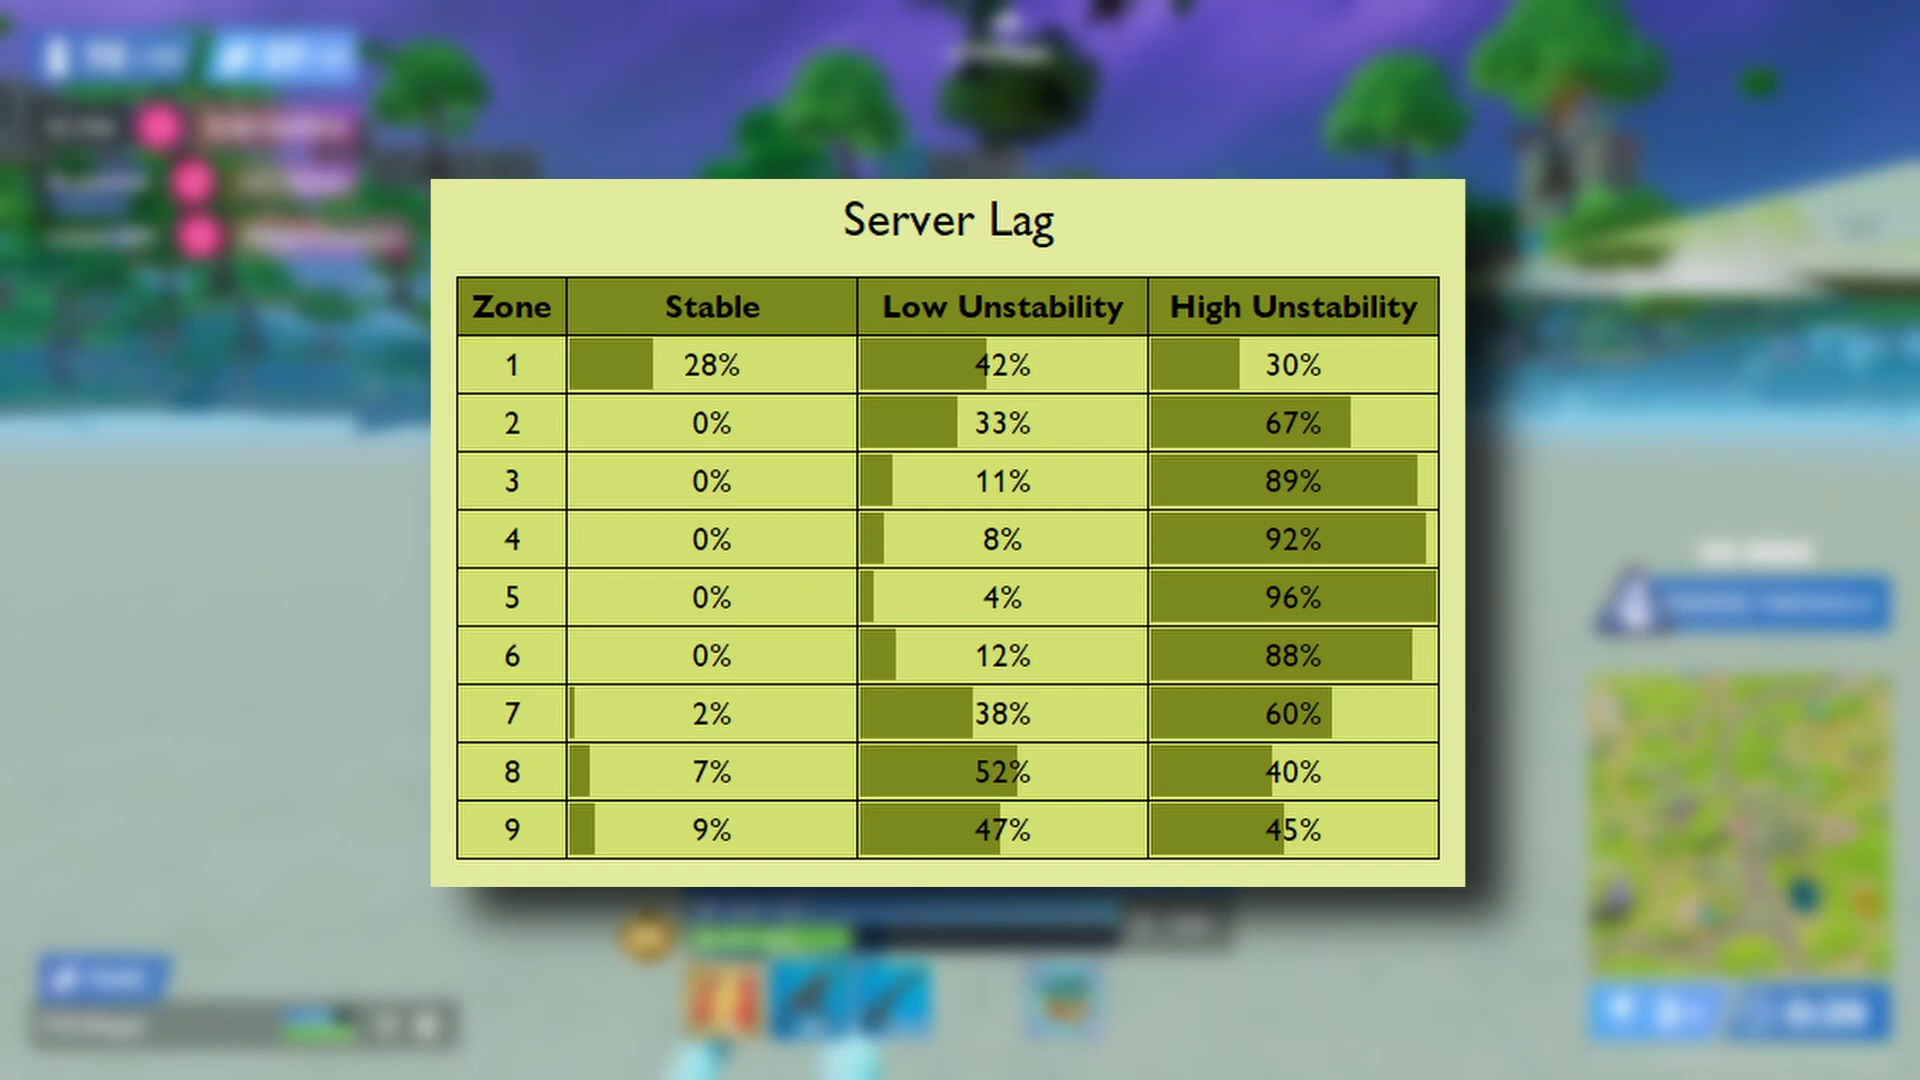 Server Lag
Zone Stable Low Unstability High Unstability
1 28% 42% 30%
2 0% 33% 67%
3 0% 11% 89%
4 0% 8% 92%
5 0% 4% 96%
6 0% 12% 88%
7 2% 38% 60%
8 7% 52% 40%
9 9% 47% 45%